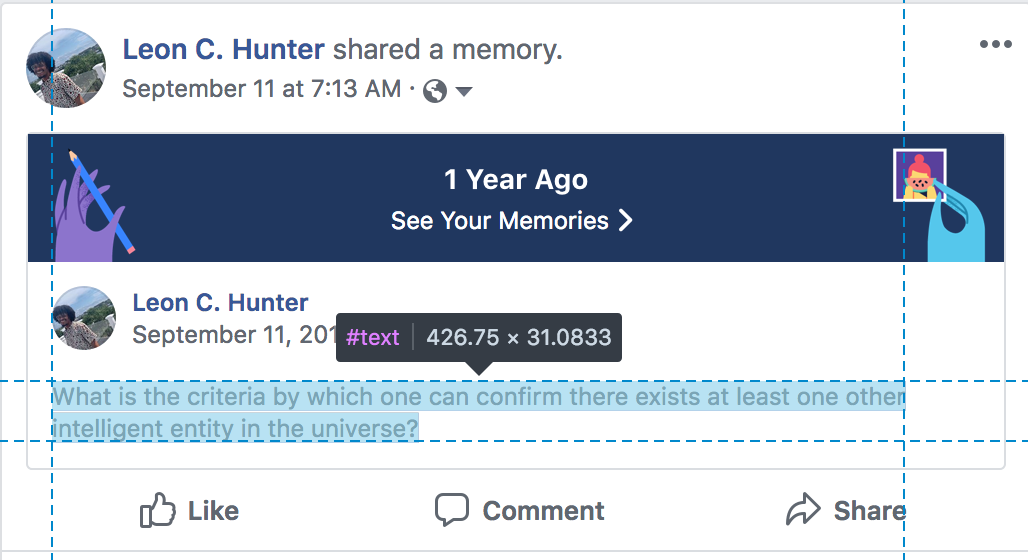 Leon C. Hunter shared a memory.
September 11 at 7:13 AM ·
1 Year Ago
See Your Memories
Leon C. Hunter
September 11, 201
#text 426.75 × 31.0833
What is the criteria by which one can confirm there exists at least one other
intelligent entity in the universe?
Like Comment Share